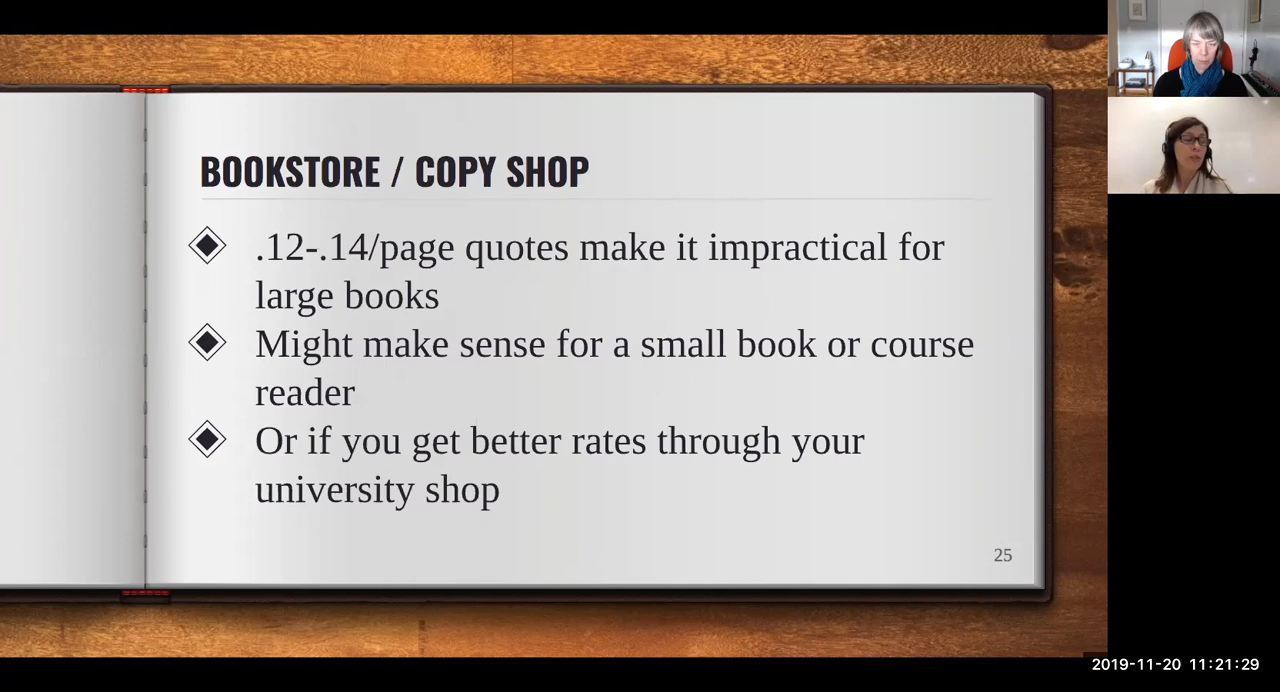 BOOKSTORE / COPY SHOP
.12-.14/page quotes make it impractical for
large books
Might make sense for a small book or course
reader
Or if you get better rates through your
university shop
25
2019-11-20 11:21:29